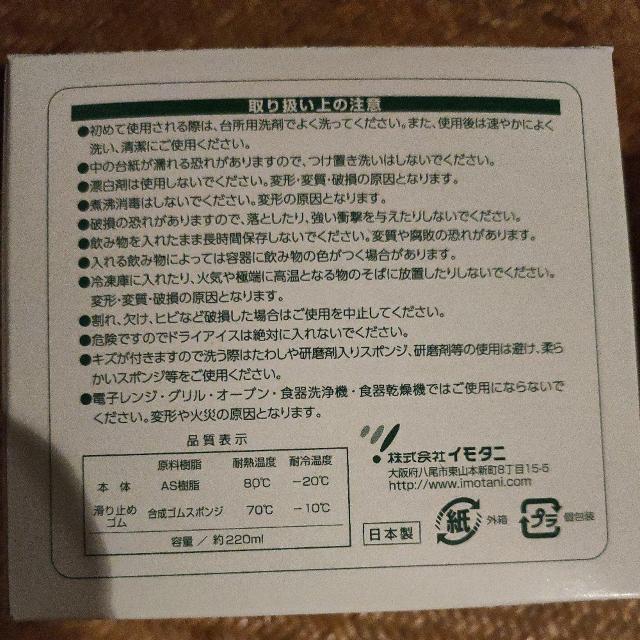 取り扱い上の注意
●初めて使用される際は、台所用洗剤でよく洗ってください。また、使用後は速やかによく
洗い、清潔にご使用ください。
●中の台紙が濡れる恐れがありますので、つけ置き洗いはしないでください。
●漂白剤は使用しないでください。変形・変質・破損の原因となります。
●煮沸消毒はしないでください。変形の原因となります。
●破損の恐れがありますので、落としたり、強い衝撃を与えたりしないでください。
●飲み物を入れたまま長時間保存しないでください。変質や腐敗の恐れがあります。
●入れる飲み物によっては容器に飲み物の色がつく場合があります。
●冷凍庫に入れたり、火気や極端に高温となる物のそばに放置したりしないでください。
変形・変質・破損の原因となります。
●割れ、欠け、ヒビなど破損した場合はご使用を中止してください。
●危険ですのでドライアイスは絶対に入れないでください。
●キズが付きますので洗う際はたわしや研磨剤入りスポンジ、研磨剤等の使用は避け、柔ら
かいスポンジ等をご使用ください。
●電子レンジ・グリル・オーブン・食器洗浄機・食器乾燥機ではご使用にならないで
ください。変形や火災の原因となります。
品質表示
原料樹脂 耐熱温度 耐冷温度
本体 AS樹脂 80℃ −20℃
滑り止め
ゴム 合成ゴムスポンジ 70℃ −10℃
容量／約220ml
株式会社イモタニ
大阪府八尾市東山本新町8丁目15-5
http://www.imotani.com
日本製
紙 外箱
プラ 個包装